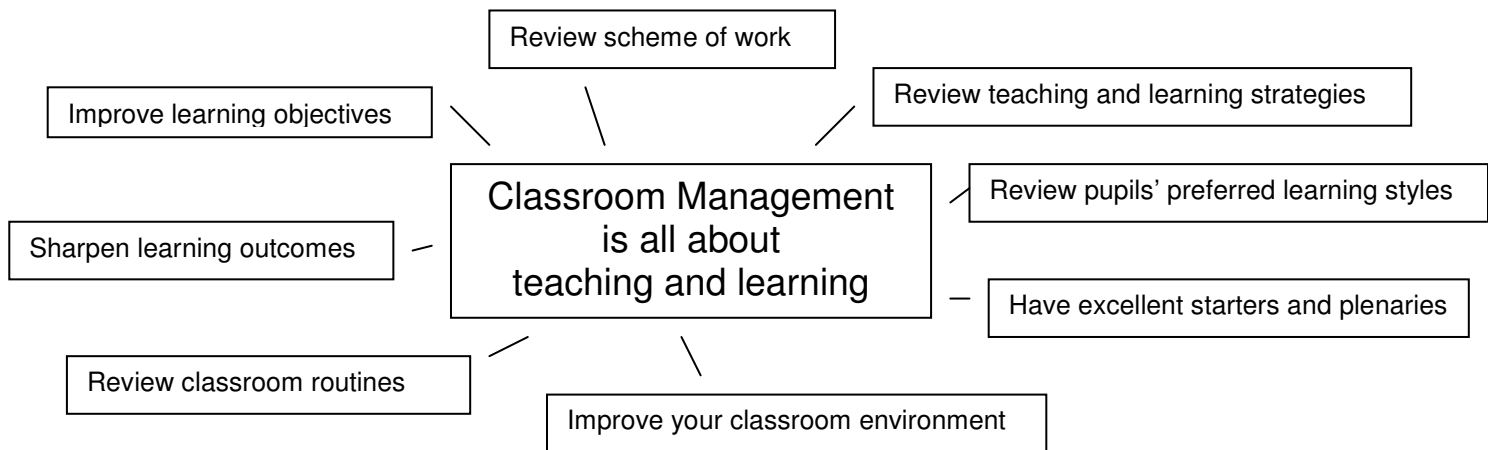 Review scheme of work
Improve learning objectives
Review teaching and learning strategies
Classroom Management
is all about
teaching and learning
Review pupils’ preferred learning styles
Sharpen learning outcomes
Have excellent starters and plenaries
Review classroom routines
Improve your classroom environment